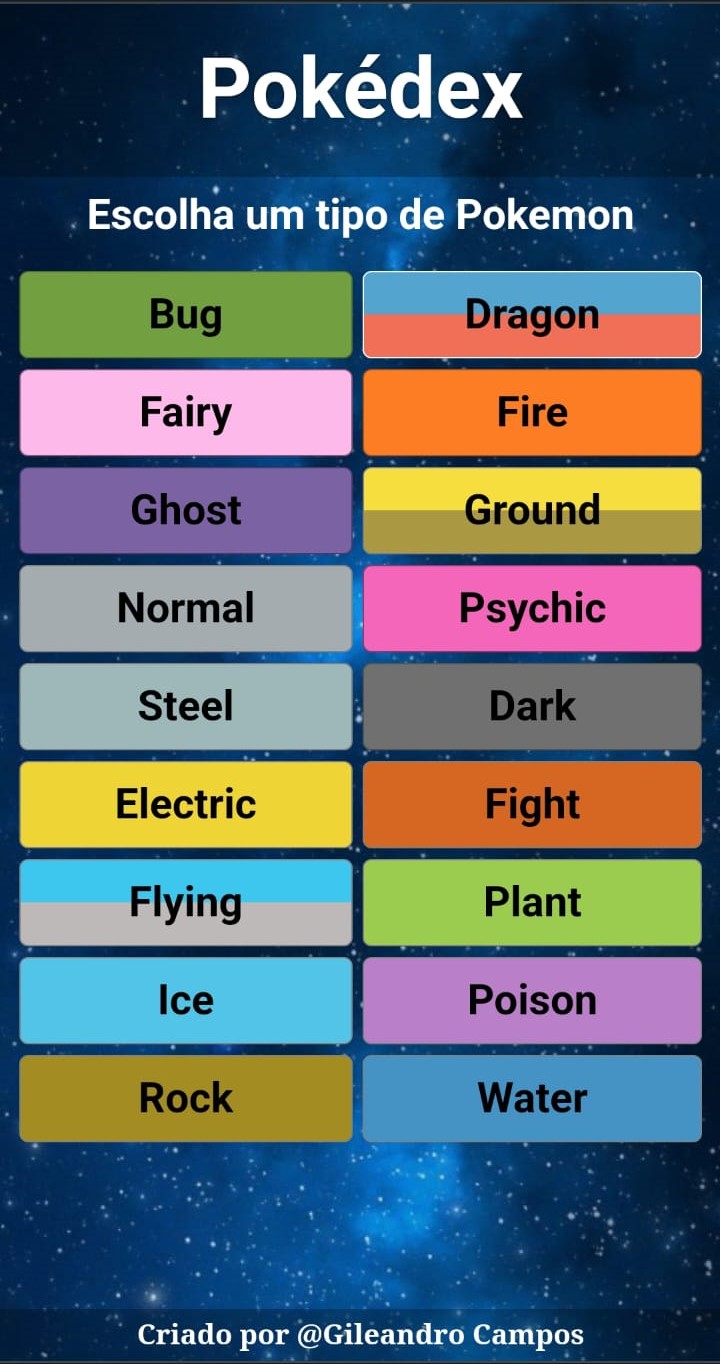 Pokédex
Escolha um tipo de Pokemon
Bug
Dragon
Fairy
Fire
Ghost
Ground
Normal
Psychic
Steel
Dark
Electric
Fight
Flying
Plant
Ice
Poison
Rock
Water
Criado por @Gileandro Campos